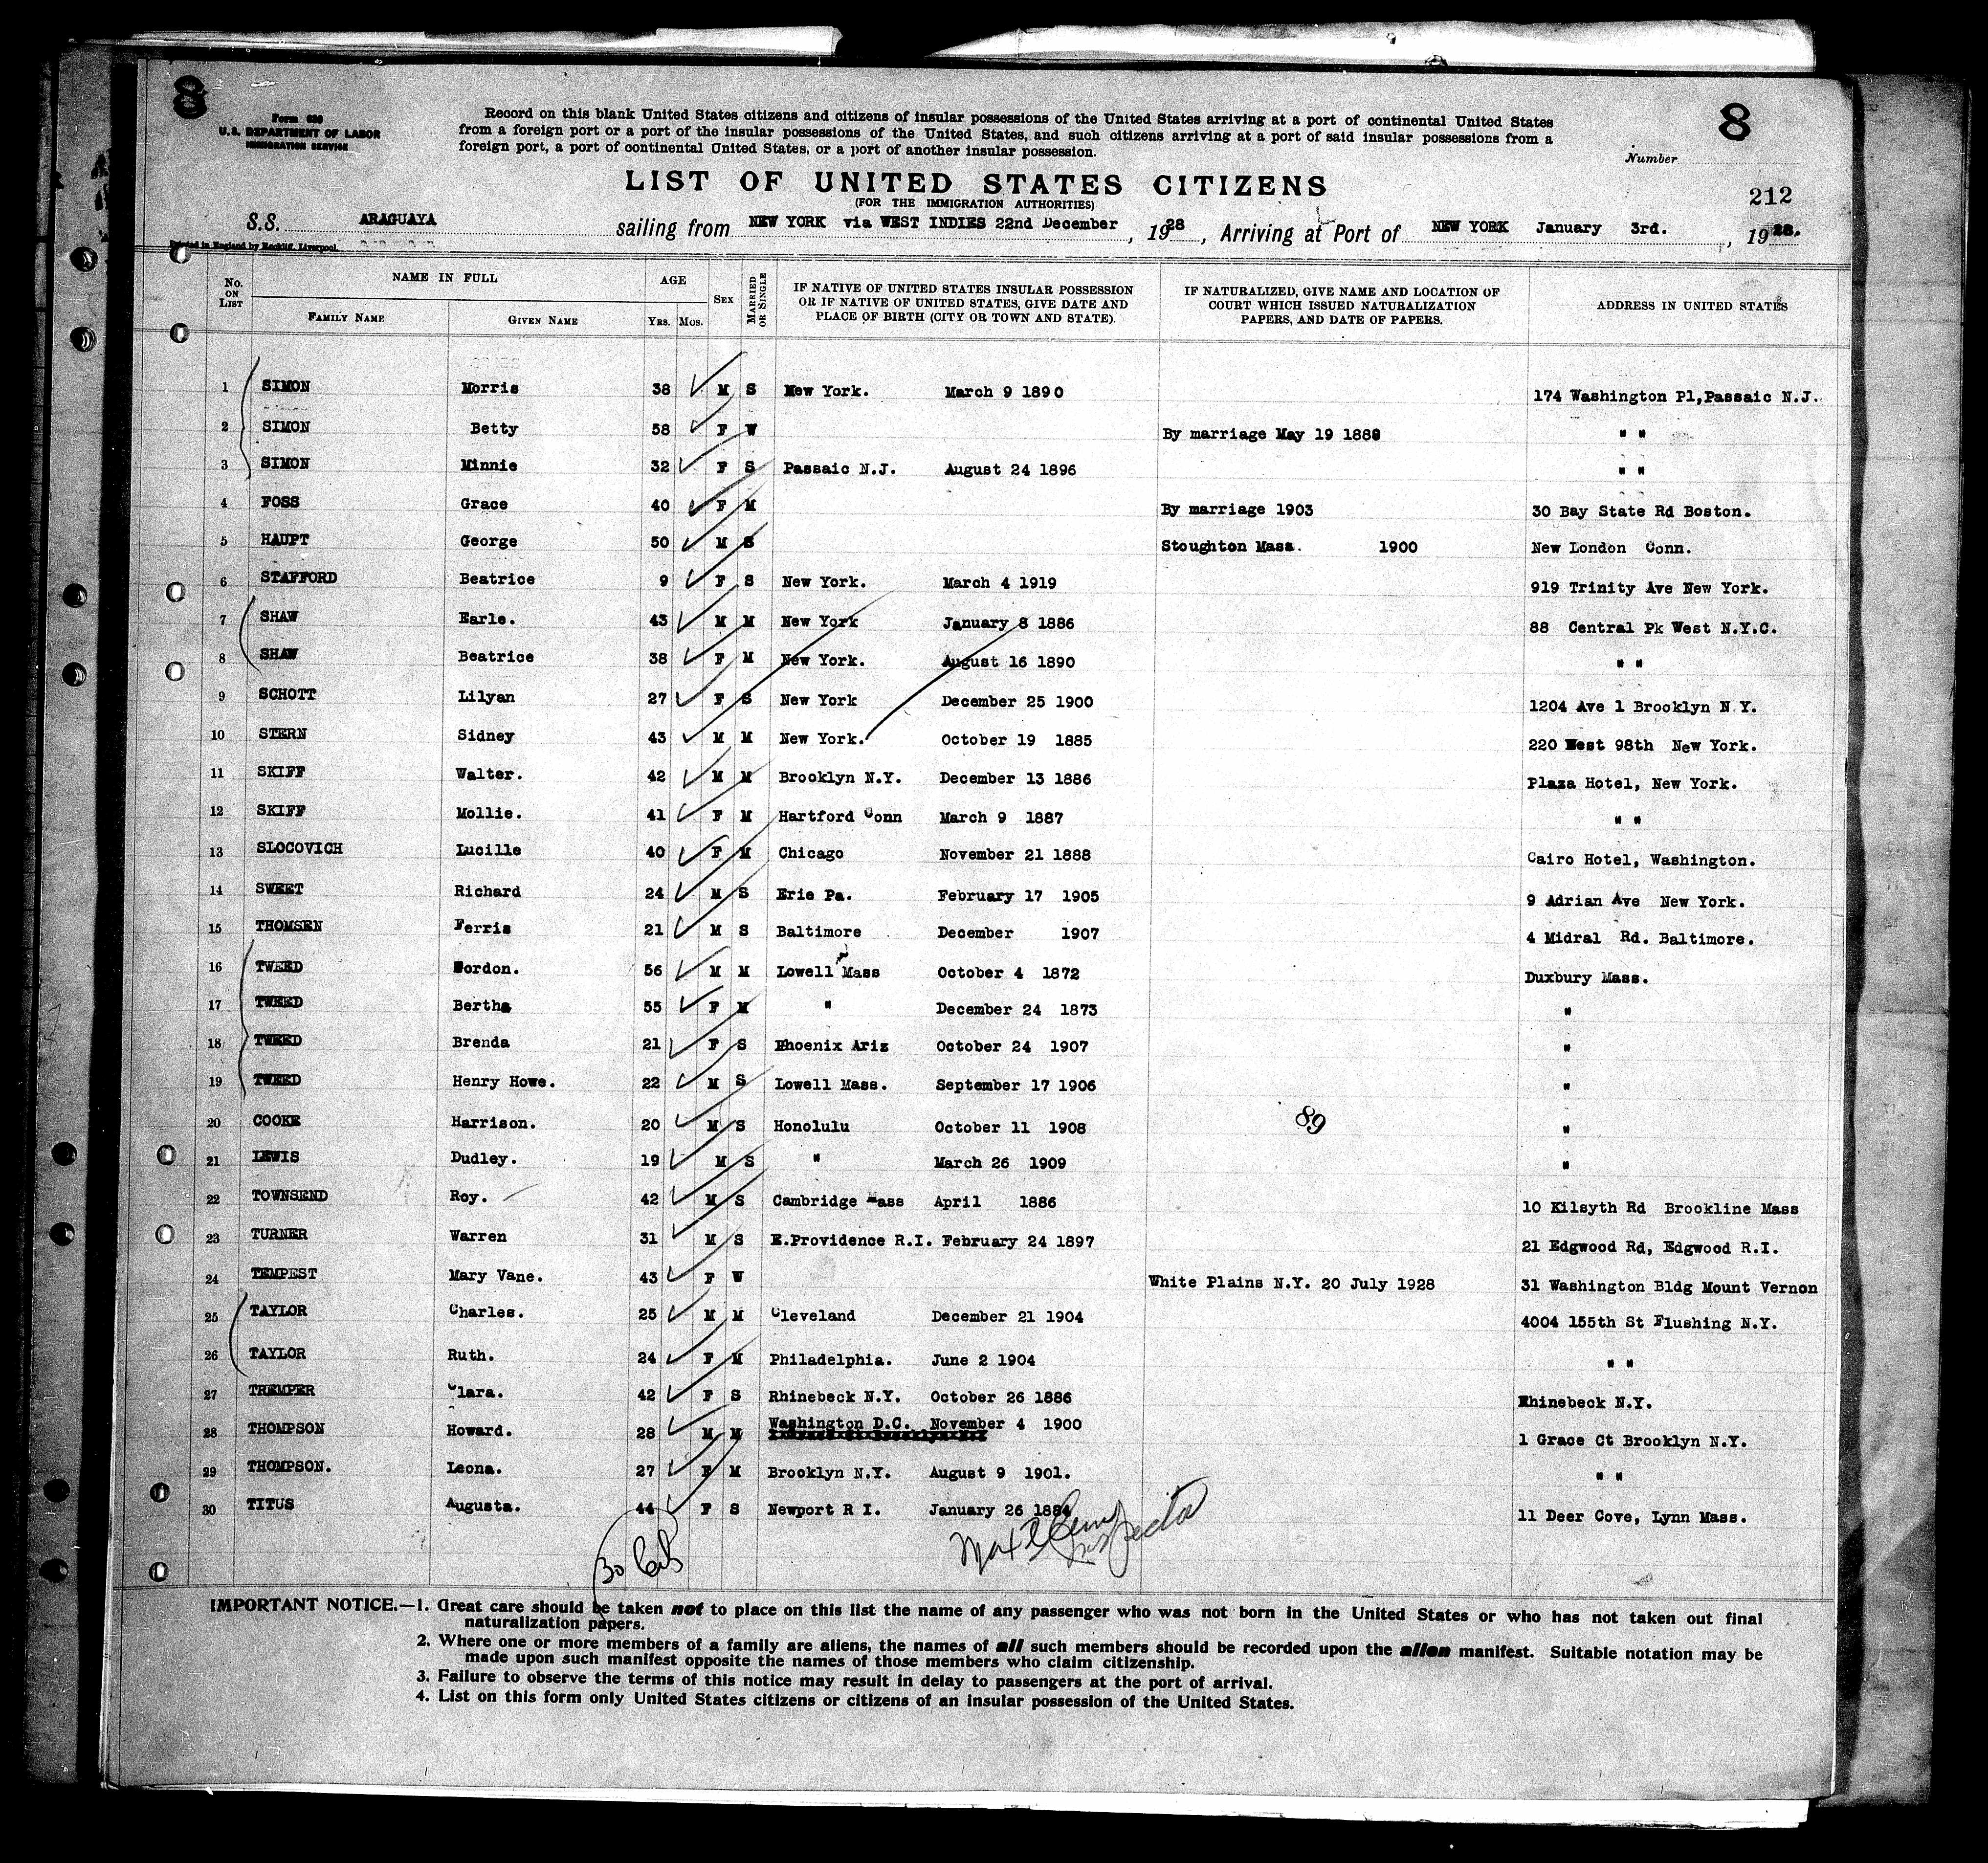 8
8
Form 630
U.S. DEPARTMENT OF LABOR
IMMIGRATION SERVICE
Record on this blank United States citizens and citizens of insular possessions of the United States arriving at a port of continental United States
from a foreign port or a port of the insular possessions of the United States, and such citizens arriving at a port of said insular possessions from a
foreign port, a port of continental United States, or a port of another insular possession.
Number
LIST OF UNITED STATES CITIZENS
(FOR THE IMMIGRATION AUTHORITIES)
212
S.S. ARAGUAYA sailing from NEW YORK via WEST INDIES 22nd December, 1928, Arriving at Port of NEW YORK January 3rd., 1928.
Printed in England by Rockliff, Liverpool.
No. ON LIST NAME IN FULL FAMILY NAME GIVEN NAME AGE YRS. MOS. SEX MARRIED OR SINGLE IF NATIVE OF UNITED STATES INSULAR POSSESSION OR IF NATIVE OF UNITED STATES, GIVE DATE AND PLACE OF BIRTH (CITY OR TOWN AND STATE). IF NATURALIZED, GIVE NAME AND LOCATION OF COURT WHICH ISSUED NATURALIZATION PAPERS, AND DATE OF PAPERS. ADDRESS IN UNITED STATES
1 SIMON Morris 38 M S New York. March 9 1890 174 Washington Pl,Passaic N.J.
2 SIMON Betty 58 F W By marriage May 19 1889 " "
3 SIMON Minnie 32 F S Passaic N.J. August 24 1896 " "
4 FOSS Grace 40 F M By marriage 1903 30 Bay State Rd Boston.
5 HAUPT George 50 M S Stoughton Mass. 1900 New London Conn.
6 STAFFORD Beatrice 9 F S New York. March 4 1919 919 Trinity Ave New York.
7 SHAW Earle. 43 M M New York January 8 1886 88 Central Pk West N.Y.C.
8 SHAW Beatrice 38 F M New York. August 16 1890 " "
9 SCHOTT Lilyan 27 F S New York December 25 1900 1204 Ave l Brooklyn N.Y.
10 STERN Sidney 43 M M New York. October 19 1885 220 West 98th New York.
11 SKIFF Walter. 42 M M Brooklyn N.Y. December 13 1886 Plaza Hotel, New York.
12 SKIFF Mollie. 41 F M Hartford Conn March 9 1887 " "
13 SLOCOVICH Lucille 40 F M Chicago November 21 1888 Cairo Hotel, Washington.
14 SWEET Richard 24 M S Erie Pa. February 17 1905 9 Adrian Ave New York.
15 THOMSEN Ferris 21 M S Baltimore December 1907 4 Midral Rd. Baltimore.
16 TWEED Gordon. 56 M M Lowell Mass October 4 1872 Duxbury Mass.
17 TWEED Bertha 55 F M " December 24 1873 "
18 TWEED Brenda 21 F S Phoenix Ariz October 24 1907 "
19 TWEED Henry Howe. 22 M S Lowell Mass. September 17 1906 "
20 COOKE Harrison. 20 M S Honolulu October 11 1908 89 "
21 LEWIS Dudley. 19 M S " March 26 1909 "
22 TOWNSEND Roy. 42 M S Cambridge Mass April 1886 10 Kilsyth Rd Brookline Mass
23 TURNER Warren 31 M S E.Providence R.I. February 24 1897 21 Edgwood Rd, Edgwood R.I.
24 TEMPEST Mary Vane. 43 F W White Plains N.Y. 20 July 1928 31 Washington Bldg Mount Vernon
25 TAYLOR Charles. 25 M M Cleveland December 21 1904 4004 155th St Flushing N.Y.
26 TAYLOR Ruth. 24 F M Philadelphia. June 2 1904 " "
27 TREMPER Clara. 42 F S Rhinebeck N.Y. October 26 1886 Rhinebeck N.Y.
28 THOMPSON Howard. 28 M M Washington D.C. November 4 1900 1 Grace Ct Brooklyn N.Y.
29 THOMPSON. Leona. 27 F M Brooklyn N.Y. August 9 1901. " "
30 TITUS Augusta. 44 F S Newport R I. January 26 1884 11 Deer Cove, Lynn Mass.
30
Inspector
IMPORTANT NOTICE.—1. Great care should be taken not to place on this list the name of any passenger who was not born in the United States or who has not taken out final
naturalization papers.
2. Where one or more members of a family are aliens, the names of all such members should be recorded upon the alien manifest. Suitable notation may be
made upon such manifest opposite the names of those members who claim citizenship.
3. Failure to observe the terms of this notice may result in delay to passengers at the port of arrival.
4. List on this form only United States citizens or citizens of an insular possession of the United States.